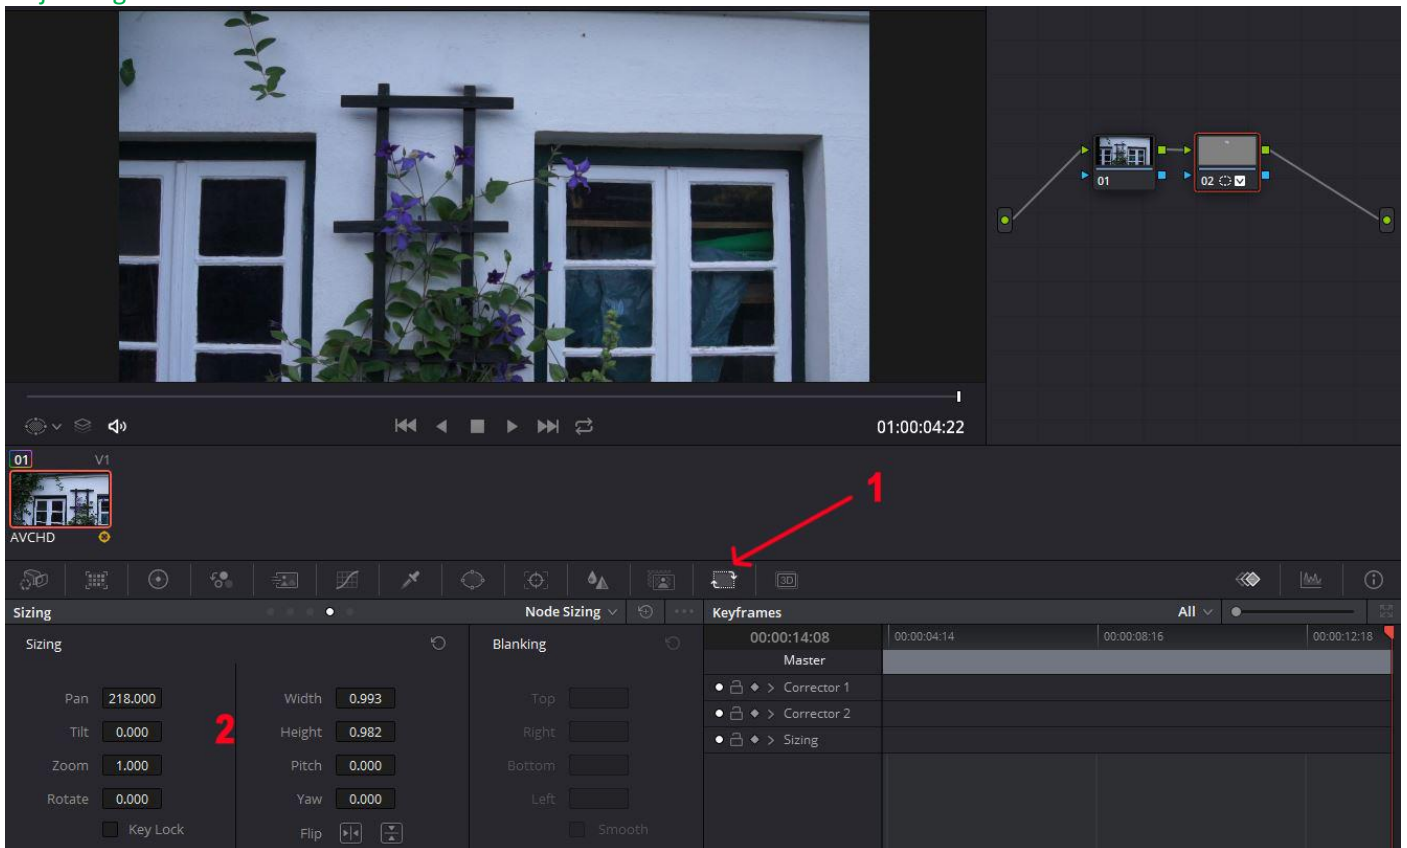 01
02
01:00:04:22
01 V1
AVCHD
1
3D
Sizing Node Sizing Keyframes All
Sizing Blanking 00:00:14:08 00:00:04:14 00:00:08:16 00:00:12:18
Master
Pan 218.000 Width 0.993 Top Corrector 1
2
Tilt 0.000 Height 0.982 Right Corrector 2
Sizing
Zoom 1.000 Pitch 0.000 Bottom
Rotate 0.000 Yaw 0.000 Left
Key Lock Flip Smooth